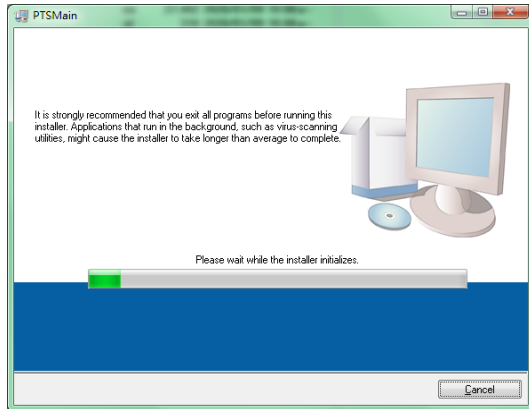 PTSMain
It is strongly recommended that you exit all programs before running this
installer. Applications that run in the background, such as virus-scanning
utilities, might cause the installer to take longer than average to complete.
Please wait while the installer initializes.
Cancel